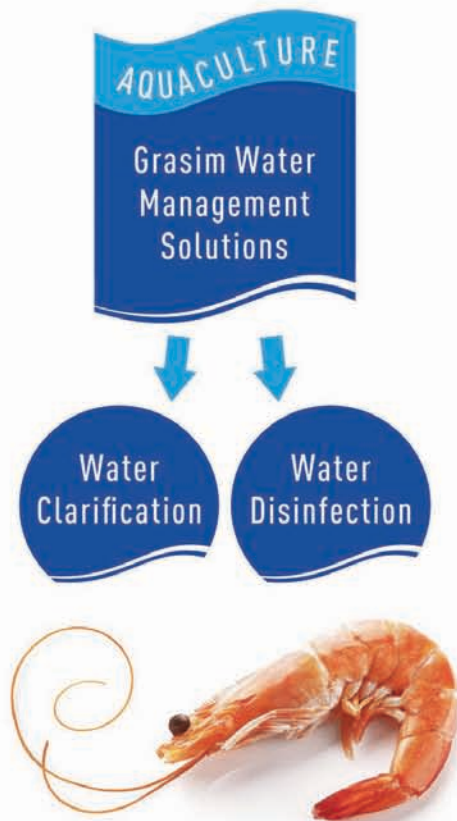 AQUACULTURE
Grasim Water
Management
Solutions
Water
Clarification
Water
Disinfection